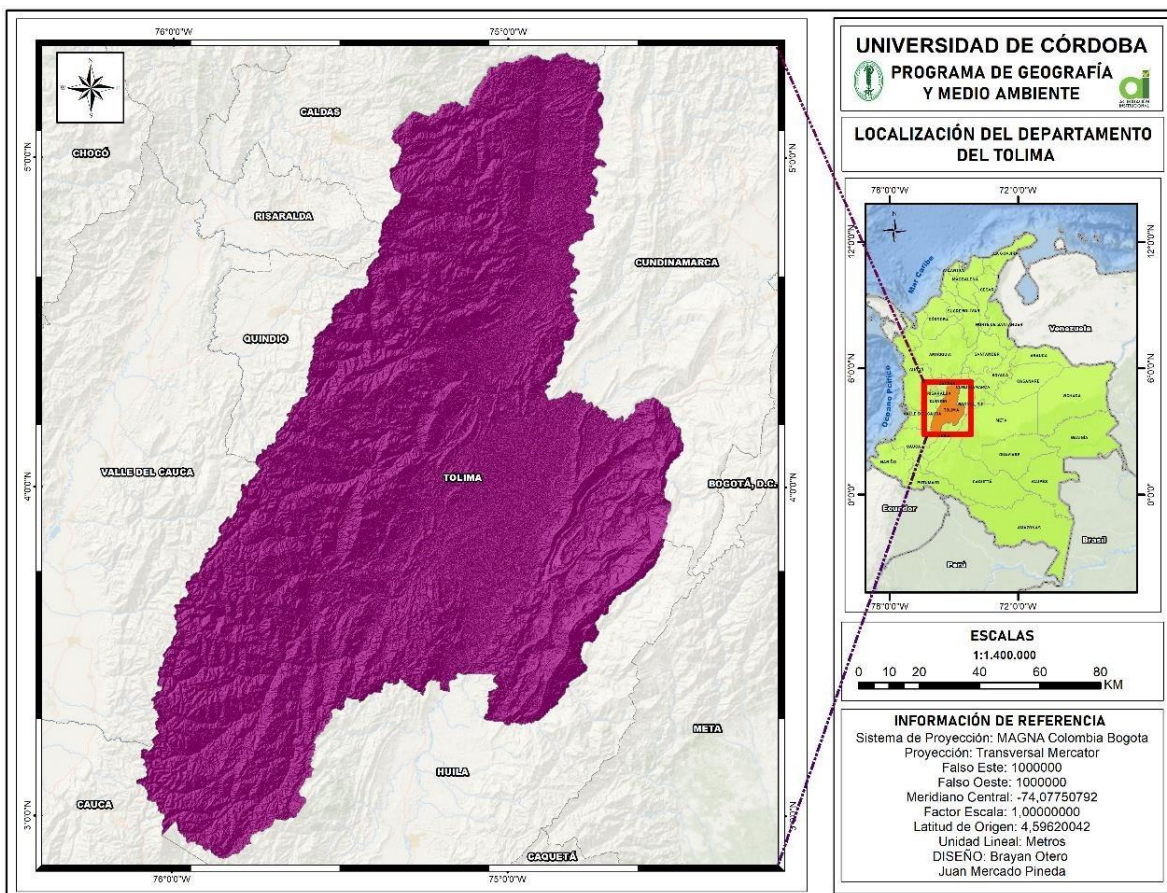 76°0'0"W
75°0'0"W
5°0'0"N
5°0'0"N
4°0'0"N
4°0'0"N
3°0'0"N
3°0'0"N
76°0'0"W
75°0'0"W
CALDAS
CHOCÓ
RISARALDA
CUNDINAMARCA
QUINDIO
VALLE DEL CAUCA
TOLIMA
BOGOTÁ, D.C.
META
HUILA
CAUCA
CAQUETÁ
UNIVERSIDAD DE CÓRDOBA
PROGRAMA DE GEOGRAFÍA
Y MEDIO AMBIENTE
LOCALIZACIÓN DEL DEPARTAMENTO
DEL TOLIMA
78°0'0"W
72°0'0"W
12°0'0"N
12°0'0"N
6°0'0"N
6°0'0"N
0°0'0"
0°0'0"
Mar Caribe
Venezuela
Océano Pacífico
TOLIMA
META
Ecuador
Perú
Brasil
78°0'0"W
72°0'0"W
ESCALAS
1:1.400.000
0 5 10 20 40 60 80
KM
INFORMACIÓN DE REFERENCIA
Sistema de Proyección: MAGNA Colombia Bogota
Proyección: Transversal Mercator
Falso Este: 1000000
Falso Oeste: 1000000
Meridiano Central: -74,07750792
Factor Escala: 1,00000000
Latitud de Origen: 4,59620042
Unidad Lineal: Metros
DISEÑO: Brayan Otero
Juan Mercado Pineda